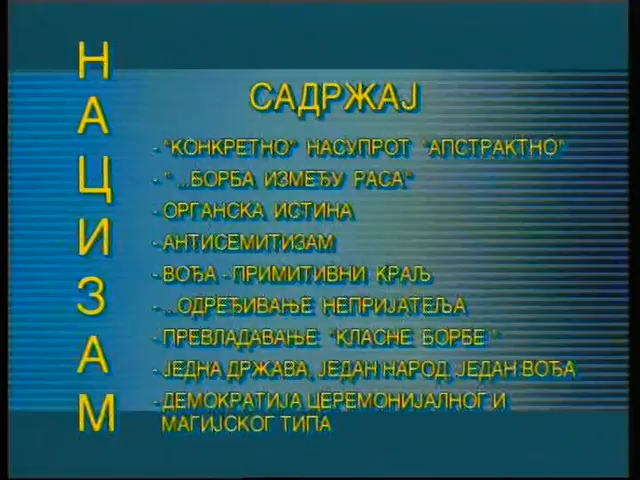 НАЦИЗАМ
САДРЖАЈ
- "КОНКРЕТНО" НАСУПРОТ "АПСТРАКТНО"
- "...БОРБА ИЗМЕЂУ РАСА"
- ОРГАНСКА ИСТИНА
- АНТИСЕМИТИЗАМ
- ВОЂА - ПРИМИТИВНИ КРАЉ
- ...ОДРЕЂИВАЊЕ НЕПРИЈАТЕЉА
- ПРЕВЛАДАВАЊЕ "КЛАСНЕ БОРБЕ"
- ЈЕДНА ДРЖАВА, ЈЕДАН НАРОД, ЈЕДАН ВОЂА
- ДЕМОКРАТИЈА ЦЕРЕМОНИЈАЛНОГ И
МАГИЈСКОГ ТИПА